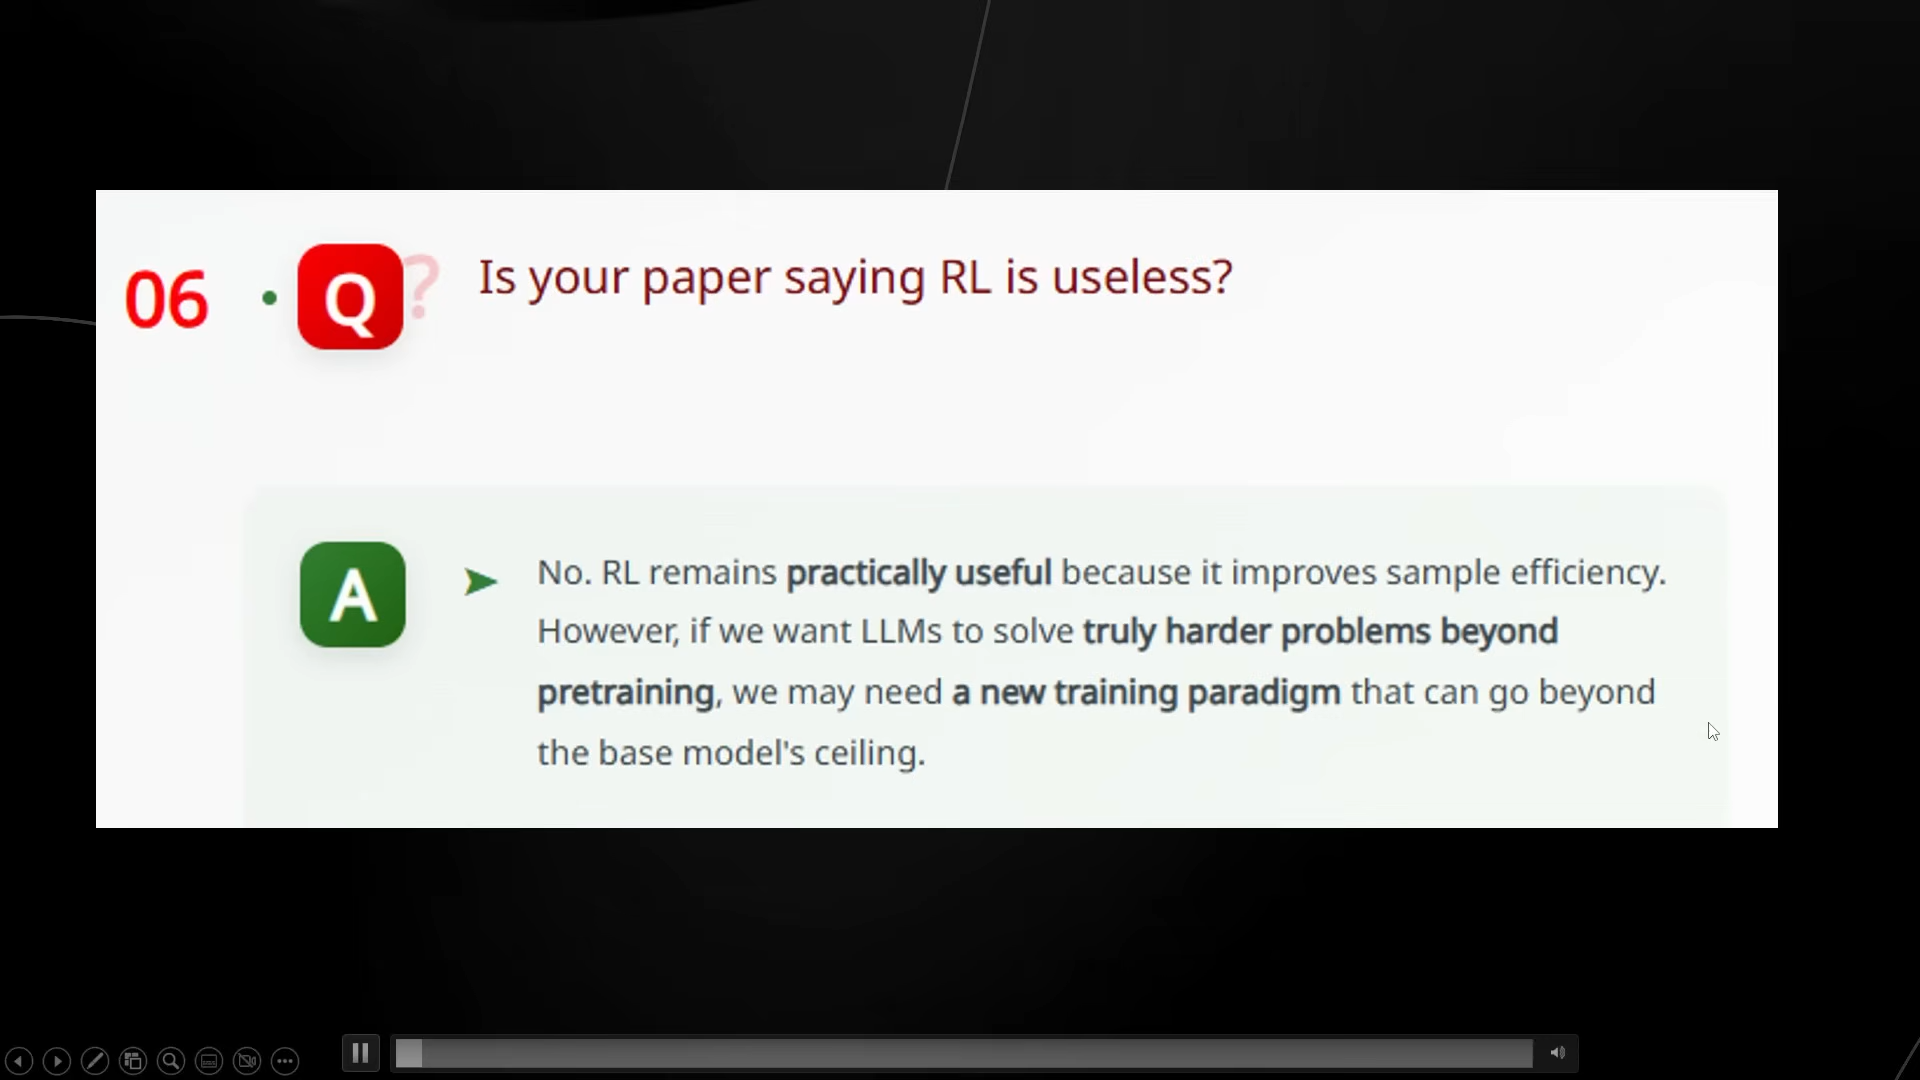 06 • Q ? Is your paper saying RL is useless?
A ➤ No. RL remains practically useful because it improves sample efficiency.
However, if we want LLMs to solve truly harder problems beyond
pretraining, we may need a new training paradigm that can go beyond
the base model's ceiling.